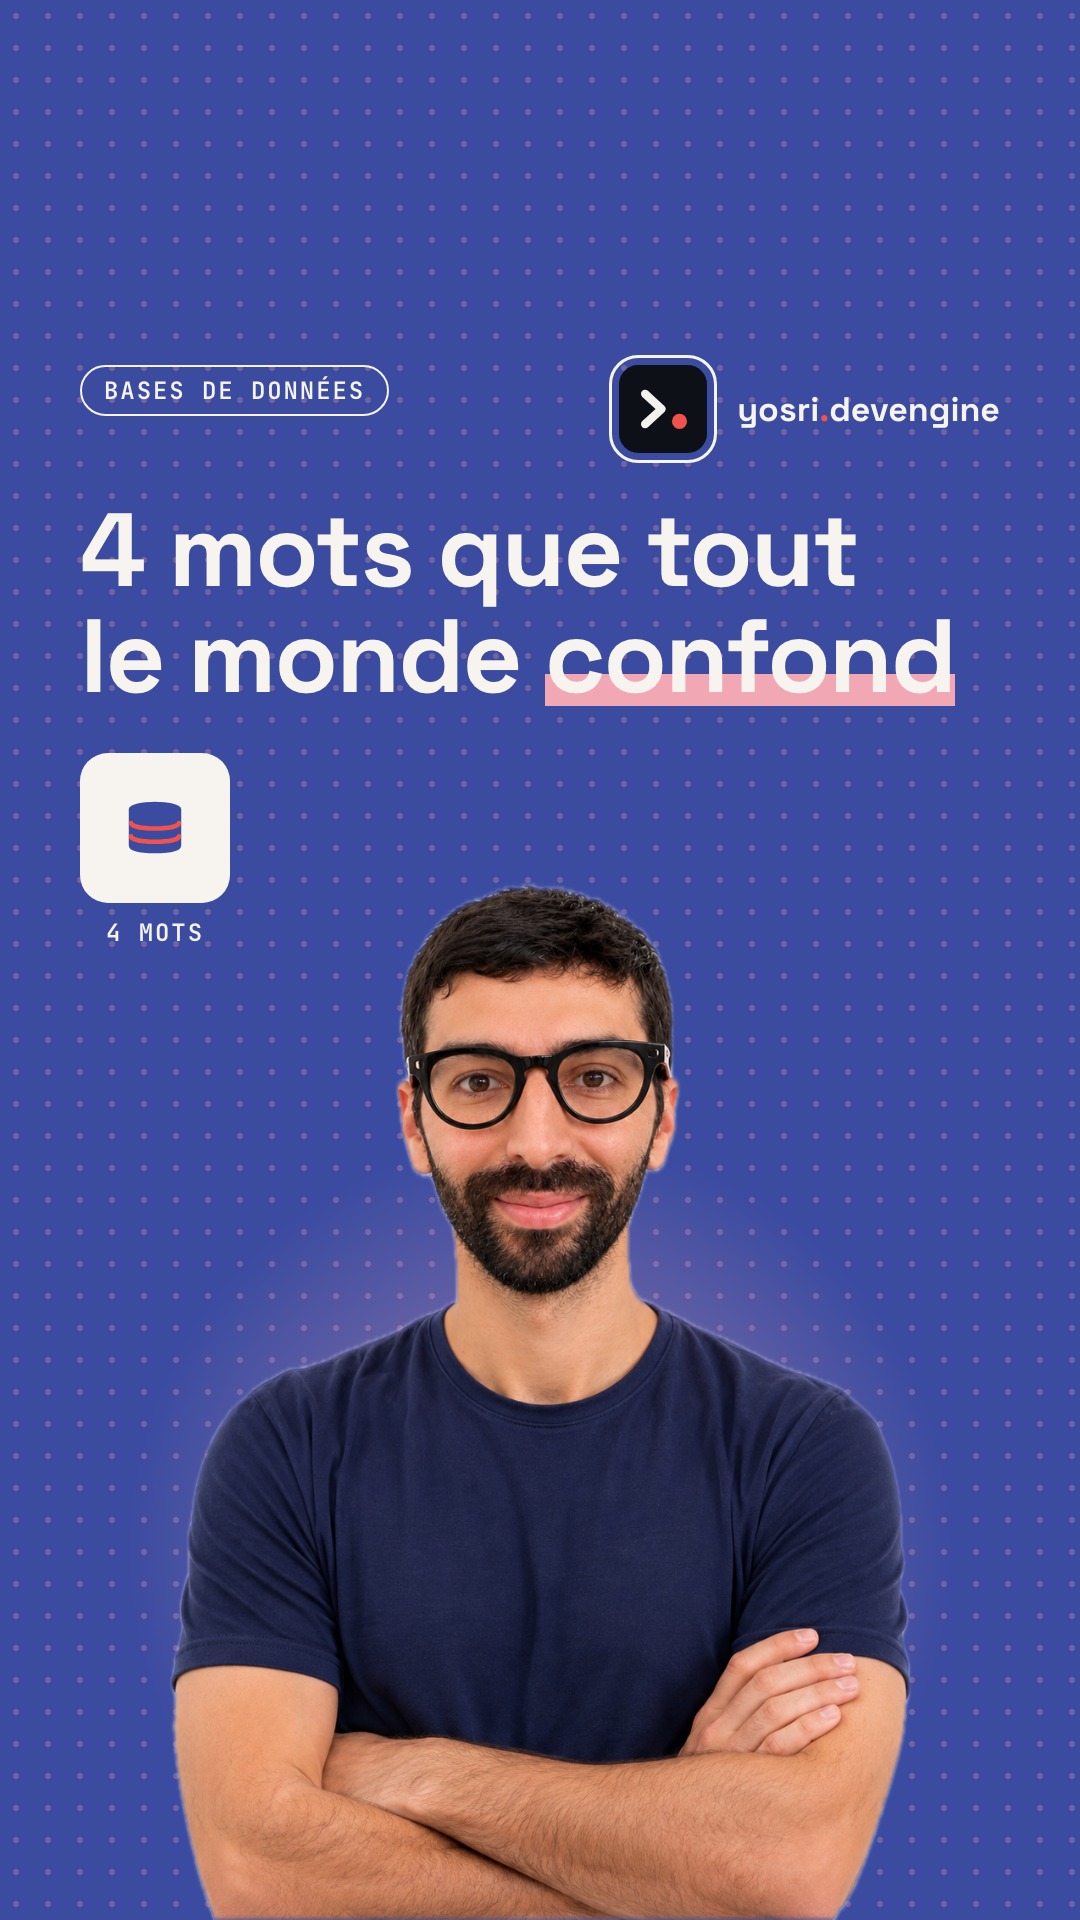 BASES DE DONNÉES
yosri.devengine
4 mots que tout
le monde confond
4 MOTS